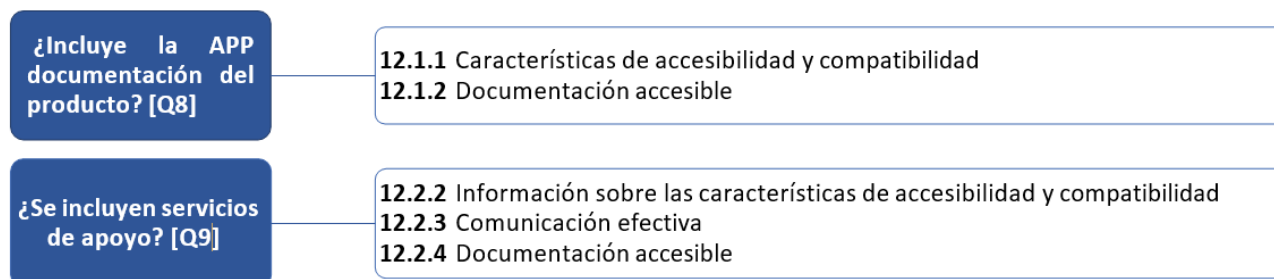 ¿Incluye la APP
documentación del
producto? [Q8]
12.1.1 Características de accesibilidad y compatibilidad
12.1.2 Documentación accesible
¿Se incluyen servicios
de apoyo? [Q9]
12.2.2 Información sobre las características de accesibilidad y compatibilidad
12.2.3 Comunicación efectiva
12.2.4 Documentación accesible